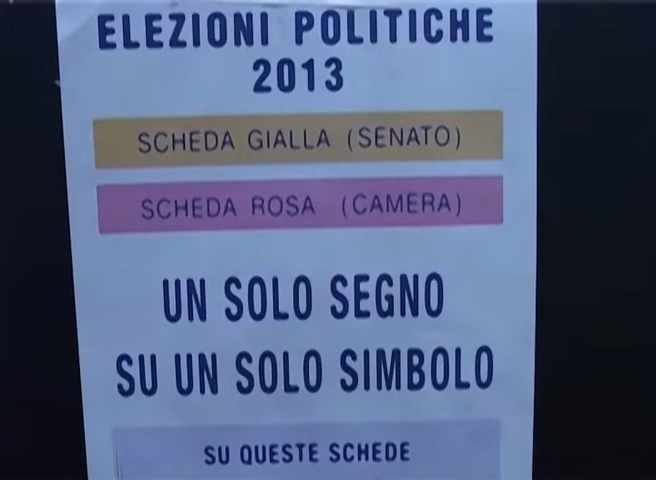 ELEZIONI POLITICHE
2013
SCHEDA GIALLA (SENATO)
SCHEDA ROSA (CAMERA)
UN SOLO SEGNO
SU UN SOLO SIMBOLO
SU QUESTE SCHEDE